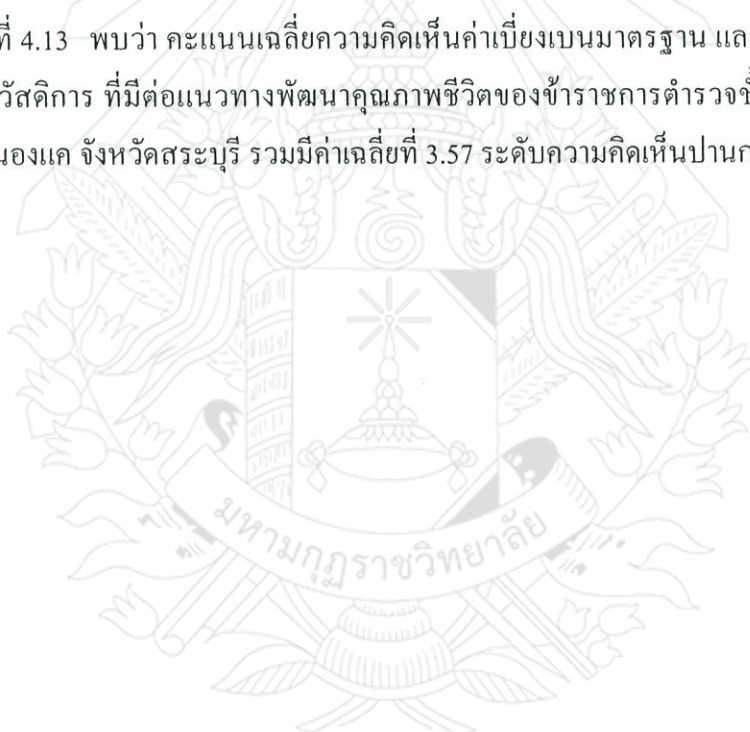 ที่ 4.13 พบว่า คะแนนเฉลี่ยความคิดเห็นค่าเบี่ยงเบนมาตรฐาน แล
วัสดิการ ที่มีต่อแนวทางพัฒนาคุณภาพชีวิตของข้าราชการตำรวจชั้
นองแค จังหวัดสระบุรี รวมมีค่าเฉลี่ยที่ 3.57 ระดับความคิดเห็นปานก
มหามกุฏราชวิทยาลัย